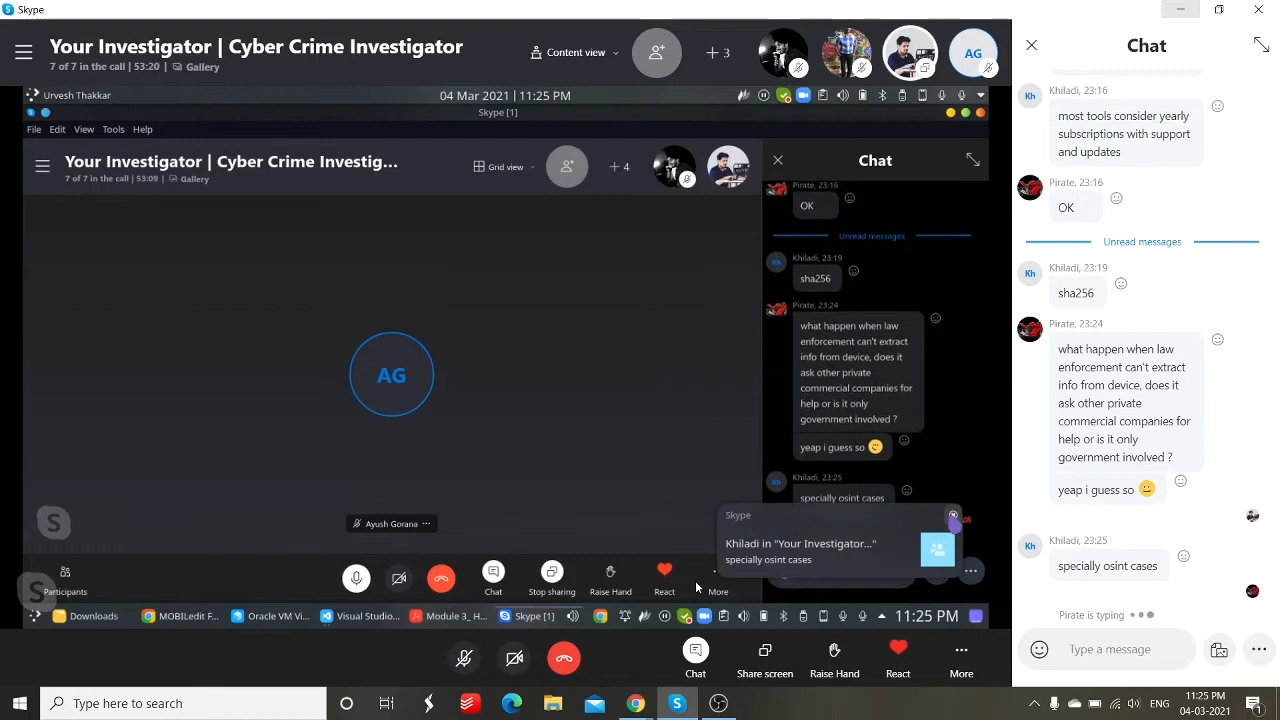 Skype
Your Investigator | Cyber Crime Investigator
7 of 7 in the call | 53:20 | Gallery
Content view
+ 3
AG
Urvesh Thakkar
04 Mar 2021 | 11:25 PM
Skype [1]
File Edit View Tools Help
Your Investigator | Cyber Crime Investig...
7 of 7 in the call | 53:09 | Gallery
Grid view
+ 4
Chat
Pirate, 23:16
OK
Unread messages
Kh
Khiladi, 23:19
sha256
Pirate, 23:24
what happen when law
enforcement can't extract
info from device, does it
ask other private
commercial companies for
help or is it only
government involved ?
yeap i guess so
Kh
Khiladi, 23:25
specially osint cases
AG
Ayush Gorana
Skype
Khiladi in "Your Investigator..."
specially osint cases
Participants
Chat
Stop sharing
Raise Hand
React
More
Downloads
MOBILedit F...
Oracle VM Vi...
Visual Studio...
Module 3_ H...
Skype [1]
11:25 PM
Chat
Share screen
Raise Hand
React
More
Chat
Kh
Khiladi, 23:16
most tools consider yearly
subscriptions with support
and updates
Pirate, 23:16
OK
Unread messages
Kh
Khiladi, 23:19
sha256
Pirate, 23:24
what happen when law
enforcement can't extract
info from device, does it
ask other private
commercial companies for
help or is it only
government involved ?
yeap i guess so
Kh
Khiladi, 23:25
specially osint cases
Pirate is typing
Type a message
Type here to search
11:25 PM
04-03-2021
1